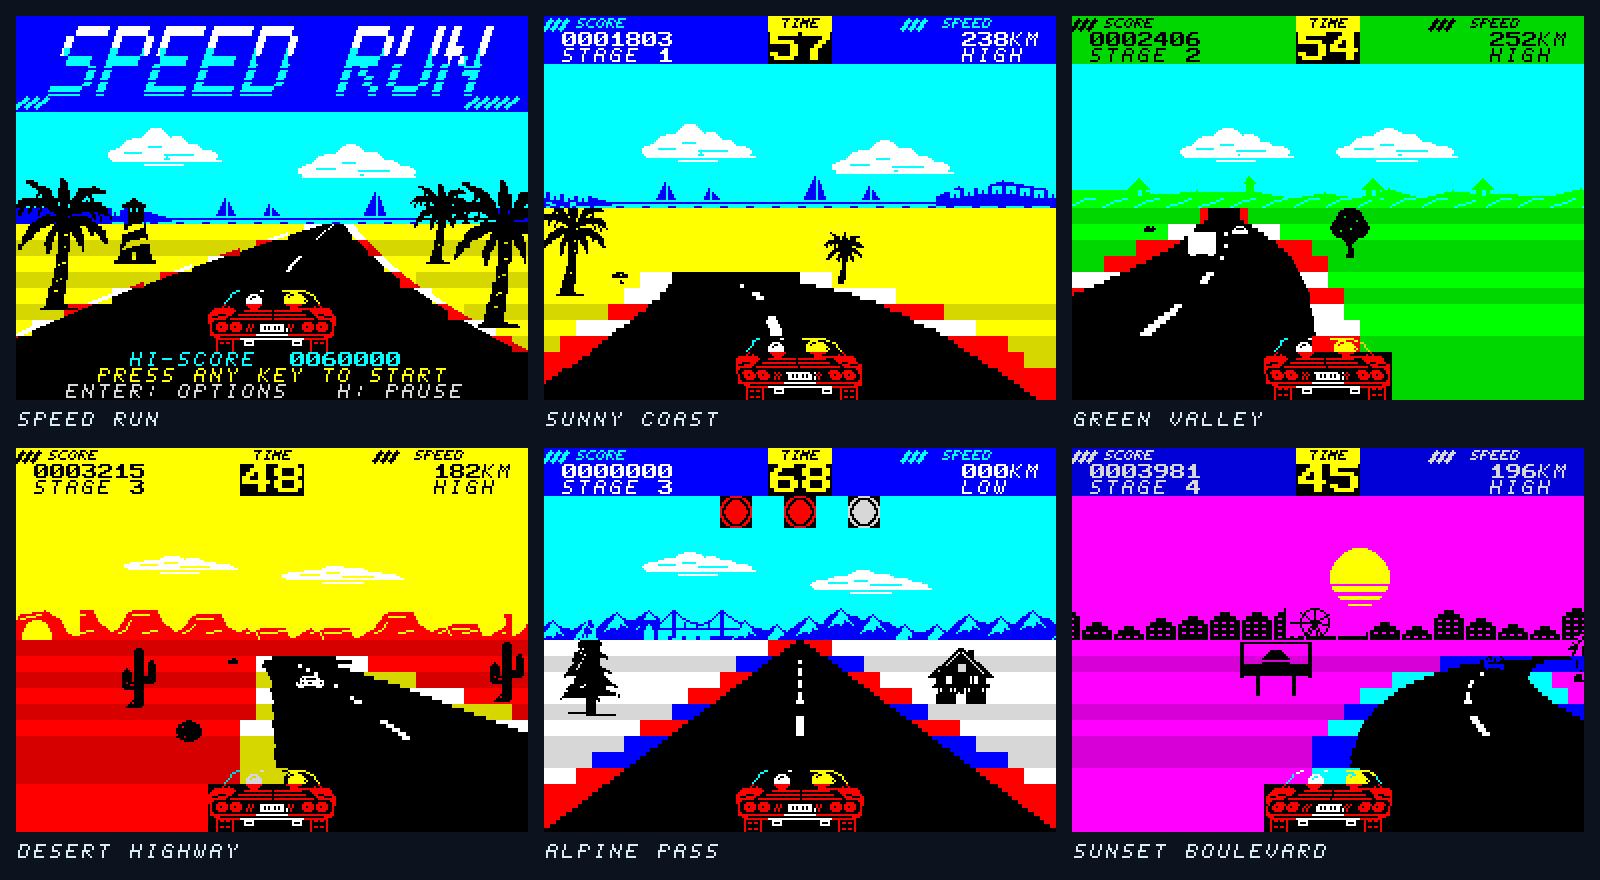 SPEED RUN
HI-SCORE 0060000
PRESS ANY KEY TO START
ENTER: OPTIONS H: PAUSE
SPEED RUN
SCORE TIME SPEED
0001803 57 238KM
STAGE 1 HIGH
SUNNY COAST
SCORE TIME SPEED
0002406 54 252KM
STAGE 2 HIGH
GREEN VALLEY
SCORE TIME SPEED
0003215 48 182KM
STAGE 3 HIGH
DESERT HIGHWAY
SCORE TIME SPEED
0000000 68 000KM
STAGE 3 LOW
ALPINE PASS
SCORE TIME SPEED
0003981 45 196KM
STAGE 4 HIGH
SUNSET BOULEVARD